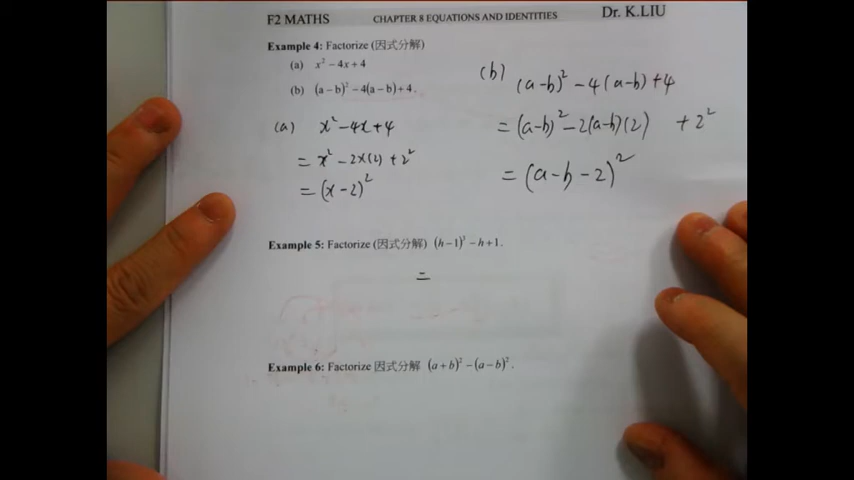 F2 MATHS CHAPTER 8 EQUATIONS AND IDENTITIES Dr. K.LIU
Example 4: Factorize (因式分解)
(a) x² − 4x + 4
(b) (a − b)² − 4(a − b) + 4 .
(a) x² − 4x + 4
= x² − 2x(2) + 2²
= (x − 2)²
(b) (a − b)² − 4(a − b) + 4
= (a − b)² − 2(a − b)(2) + 2²
= (a − b − 2)²
Example 5: Factorize (因式分解) (h − 1)³ − h + 1 .
=
Example 6: Factorize 因式分解 (a + b)² − (a − b)² .